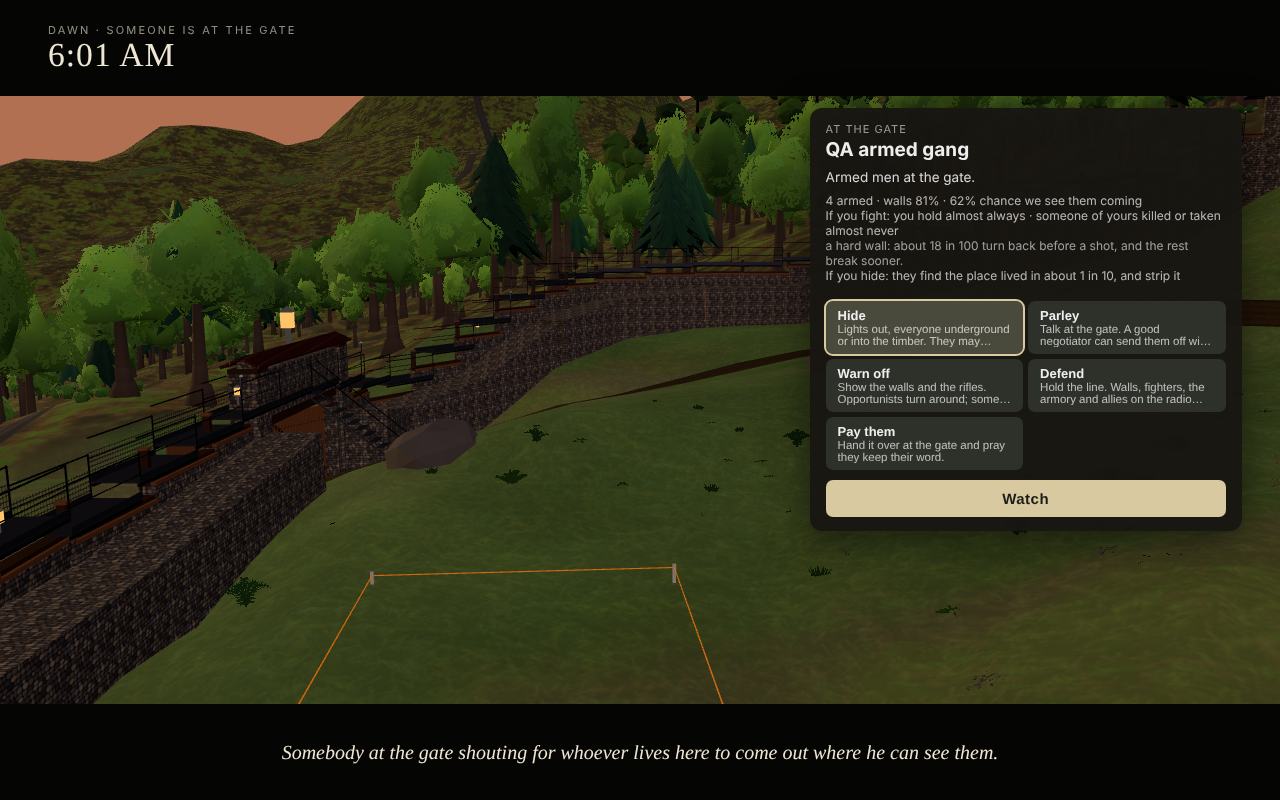 DAWN · SOMEONE IS AT THE GATE
6:01 AM
AT THE GATE
QA armed gang
Armed men at the gate.
4 armed · walls 81% · 62% chance we see them coming
If you fight: you hold almost always · someone of yours killed or taken
almost never
a hard wall: about 18 in 100 turn back before a shot, and the rest
break sooner.
If you hide: they find the place lived in about 1 in 10, and strip it
Hide
Lights out, everyone underground
or into the timber. They may…
Parley
Talk at the gate. A good
negotiator can send them off wi…
Warn off
Show the walls and the rifles.
Opportunists turn around; some…
Defend
Hold the line. Walls, fighters, the
armory and allies on the radio…
Pay them
Hand it over at the gate and pray
they keep their word.
Watch
Somebody at the gate shouting for whoever lives here to come out where he can see them.